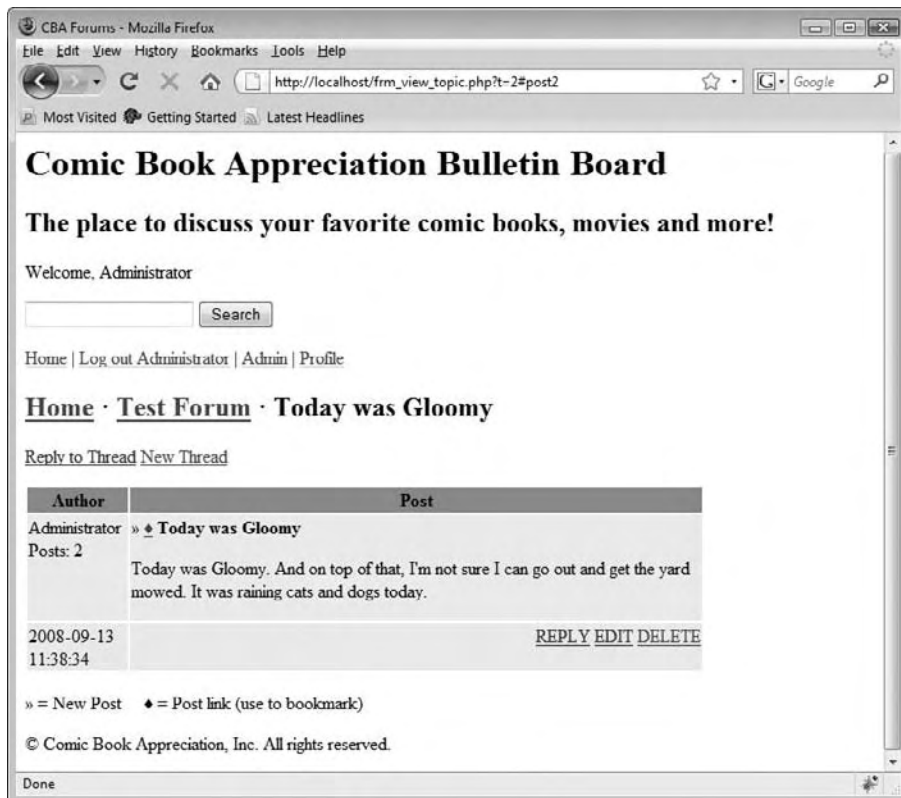 CBA Forums - Mozilla Firefox
File Edit View History Bookmarks Tools Help
http://localhost/frm_view_topic.php?t=2#post2
G Google
Most Visited Getting Started Latest Headlines
Comic Book Appreciation Bulletin Board
The place to discuss your favorite comic books, movies and more!
Welcome, Administrator
Search
Home | Log out Administrator | Admin | Profile
Home · Test Forum · Today was Gloomy
Reply to Thread New Thread
Author Post
Administrator » ♦ Today was Gloomy
Posts: 2
Today was Gloomy. And on top of that, I'm not sure I can go out and get the yard
mowed. It was raining cats and dogs today.
2008-09-13 REPLY EDIT DELETE
11:38:34
» = New Post ♦ = Post link (use to bookmark)
© Comic Book Appreciation, Inc. All rights reserved.
Done